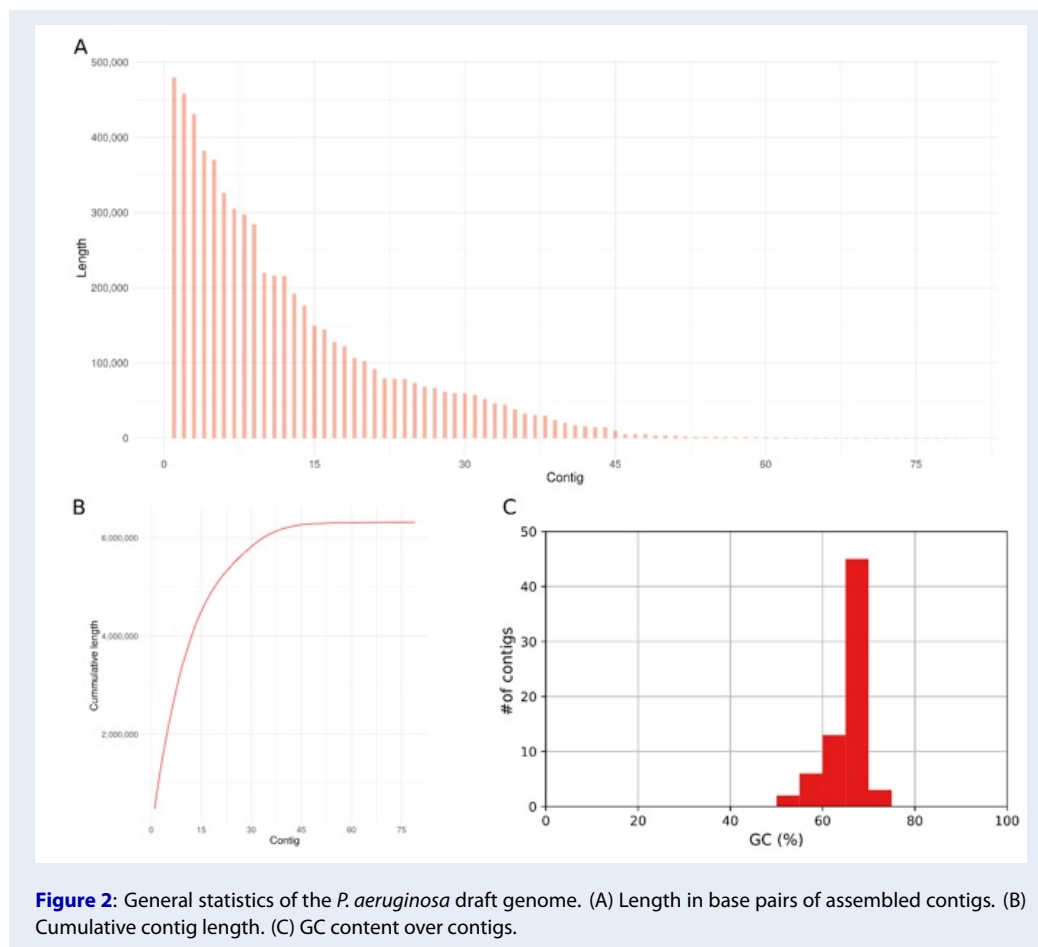 A
500,000
400,000
300,000
200,000
100,000
0
Length
0 15 30 45 60 75
Contig
B
6,000,000
4,000,000
2,000,000
Cummulative length
0 15 30 45 60 75
Contig
C
50
40
30
20
10
0
#of contigs
0 20 40 60 80 100
GC (%)
Figure 2: General statistics of the P. aeruginosa draft genome. (A) Length in base pairs of assembled contigs. (B)
Cumulative contig length. (C) GC content over contigs.